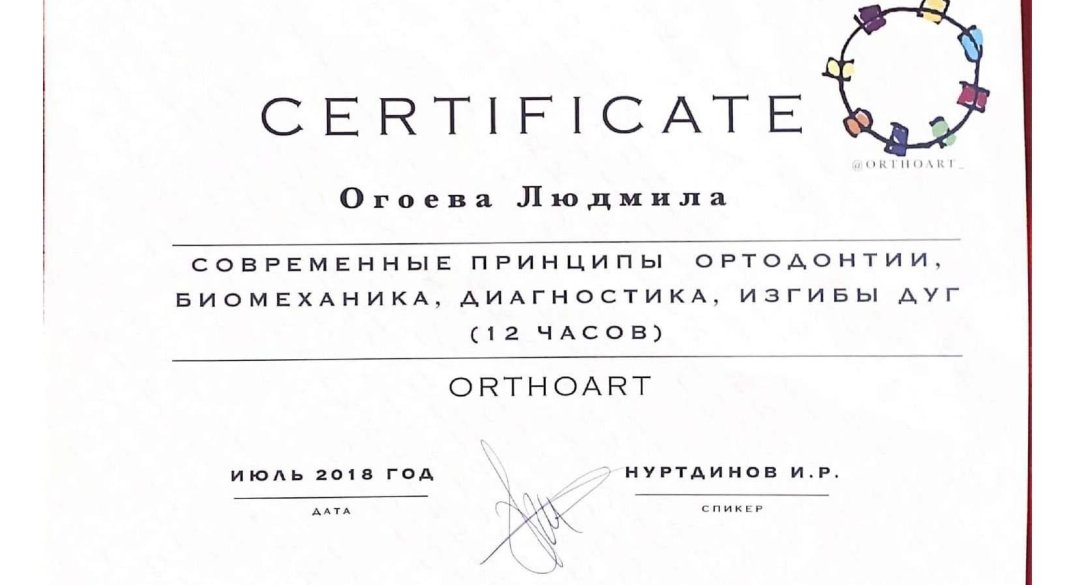 CERTIFICATE
@ORTHOART_
Огоева Людмила
СОВРЕМЕННЫЕ ПРИНЦИПЫ ОРТОДОНТИИ,
БИОМЕХАНИКА, ДИАГНОСТИКА, ИЗГИБЫ ДУГ
(12 ЧАСОВ)
ORTHOART
ИЮЛЬ 2018 ГОД
НУРТДИНОВ И.Р.
ДАТА
СПИКЕР